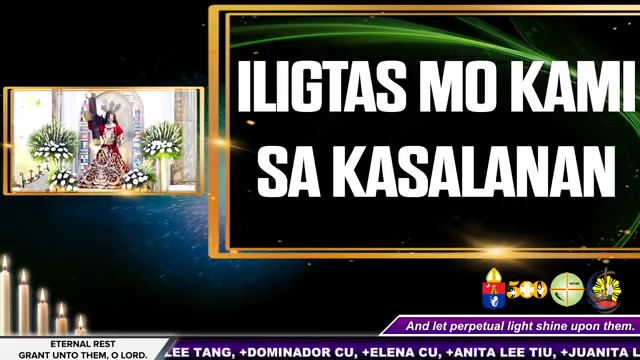 ILIGTAS MO KAMI
SA KASALANAN
500
And let perpetual light shine upon them.
ETERNAL REST
GRANT UNTO THEM, O LORD.
LEE TANG, +DOMINADOR CU, +ELENA CU, +ANITA LEE TIU, +JUANITA L